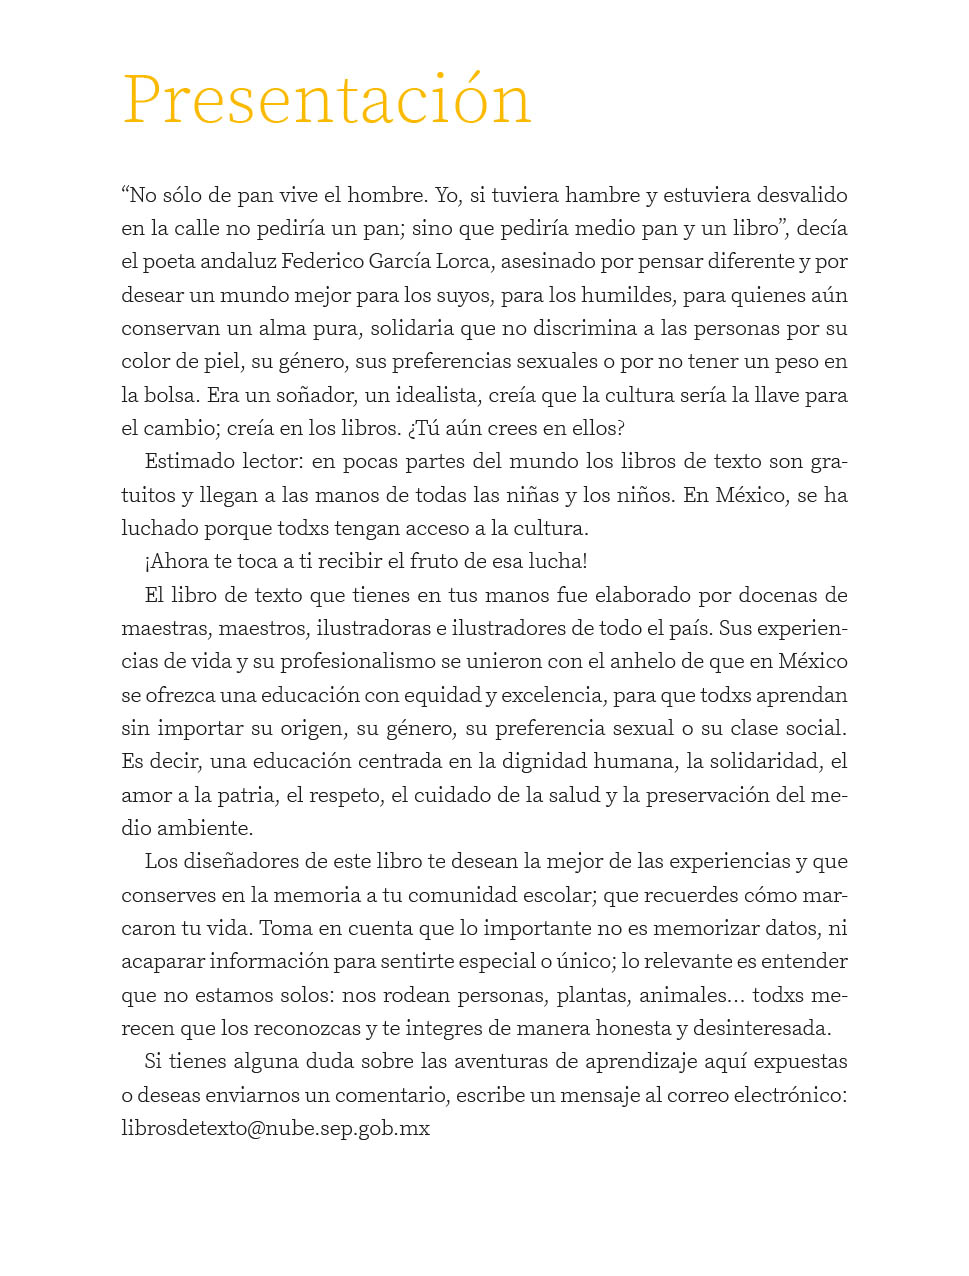 Presentación
“No sólo de pan vive el hombre. Yo, si tuviera hambre y estuviera desvalido
en la calle no pediría un pan; sino que pediría medio pan y un libro”, decía
el poeta andaluz Federico García Lorca, asesinado por pensar diferente y por
desear un mundo mejor para los suyos, para los humildes, para quienes aún
conservan un alma pura, solidaria que no discrimina a las personas por su
color de piel, su género, sus preferencias sexuales o por no tener un peso en
la bolsa. Era un soñador, un idealista, creía que la cultura sería la llave para
el cambio; creía en los libros. ¿Tú aún crees en ellos?
Estimado lector: en pocas partes del mundo los libros de texto son gra-
tuitos y llegan a las manos de todas las niñas y los niños. En México, se ha
luchado porque todxs tengan acceso a la cultura.
¡Ahora te toca a ti recibir el fruto de esa lucha!
El libro de texto que tienes en tus manos fue elaborado por docenas de
maestras, maestros, ilustradoras e ilustradores de todo el país. Sus experien-
cias de vida y su profesionalismo se unieron con el anhelo de que en México
se ofrezca una educación con equidad y excelencia, para que todxs aprendan
sin importar su origen, su género, su preferencia sexual o su clase social.
Es decir, una educación centrada en la dignidad humana, la solidaridad, el
amor a la patria, el respeto, el cuidado de la salud y la preservación del me-
dio ambiente.
Los diseñadores de este libro te desean la mejor de las experiencias y que
conserves en la memoria a tu comunidad escolar; que recuerdes cómo mar-
caron tu vida. Toma en cuenta que lo importante no es memorizar datos, ni
acaparar información para sentirte especial o único; lo relevante es entender
que no estamos solos: nos rodean personas, plantas, animales... todxs me-
recen que los reconozcas y te integres de manera honesta y desinteresada.
Si tienes alguna duda sobre las aventuras de aprendizaje aquí expuestas
o deseas enviarnos un comentario, escribe un mensaje al correo electrónico:
librosdetexto@nube.sep.gob.mx